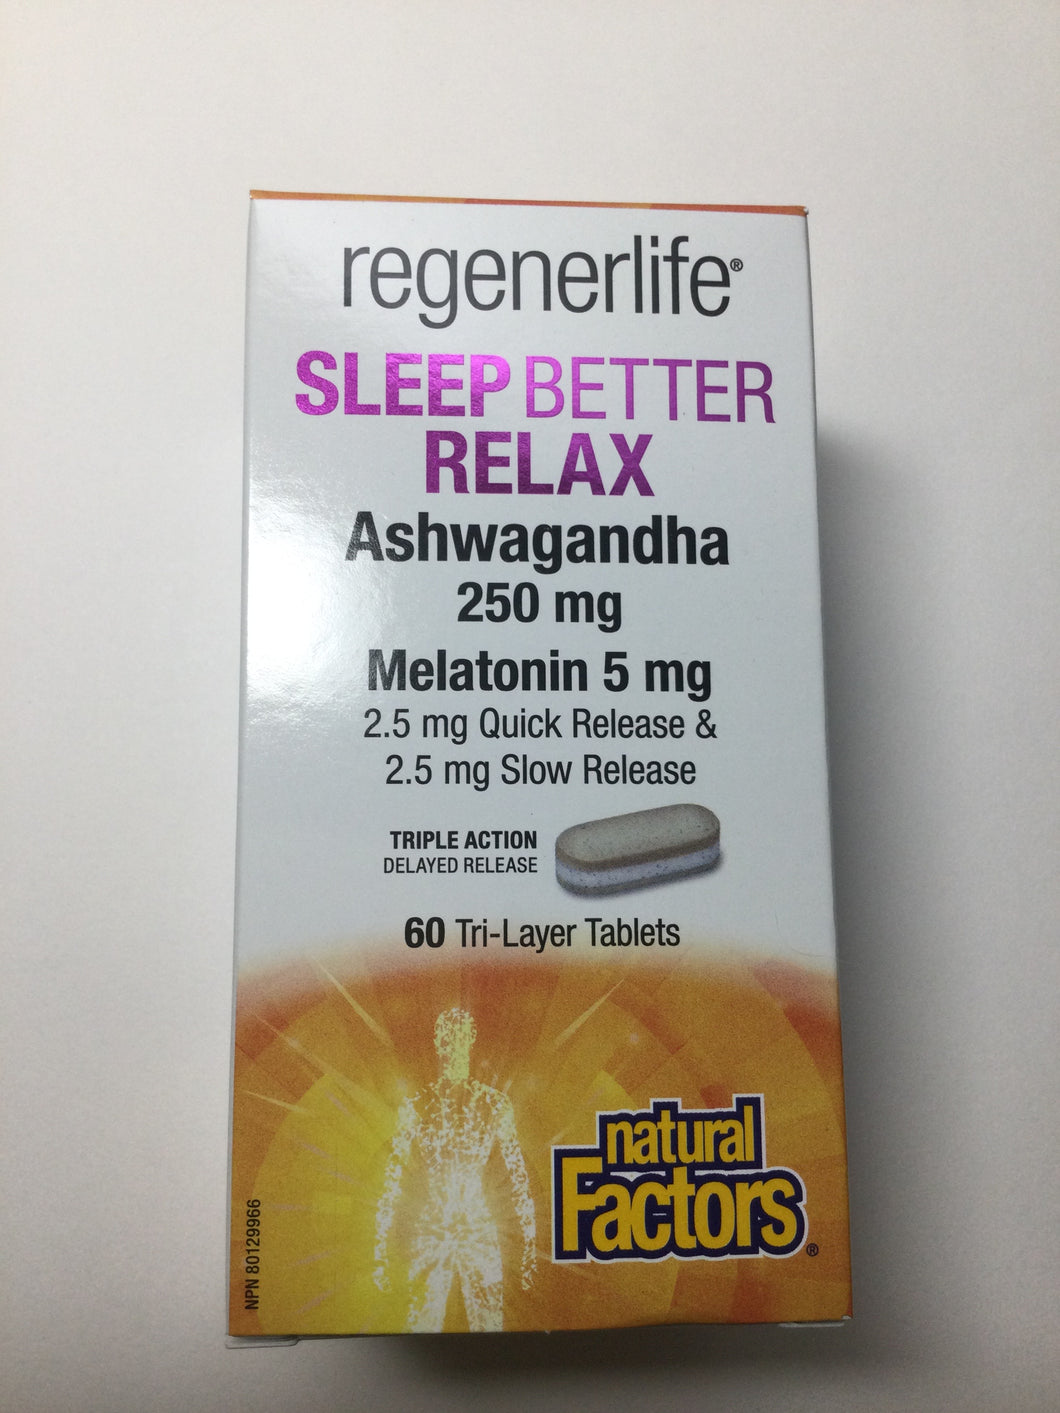 regenerlife®
SLEEP BETTER
RELAX
Ashwagandha
250 mg
Melatonin 5 mg
2.5 mg Quick Release &
2.5 mg Slow Release
TRIPLE ACTION
DELAYED RELEASE
60 Tri-Layer Tablets
natural
Factors®
NPN 80129966